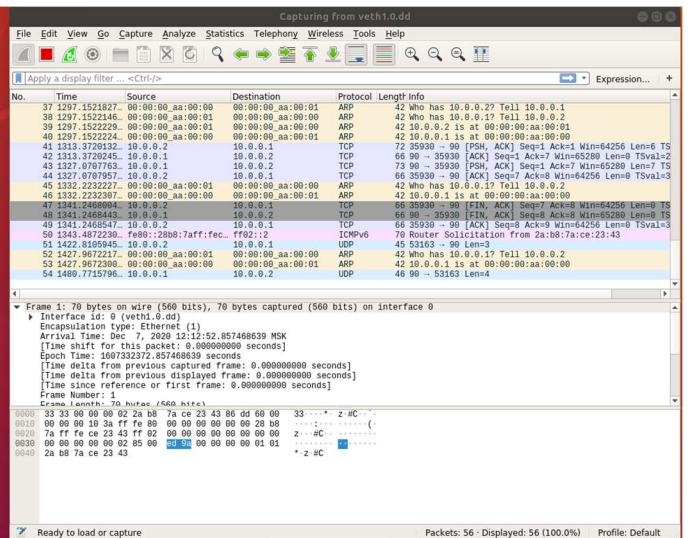 Capturing from veth1.0.dd
File Edit View Go Capture Analyze Statistics Telephony Wireless Tools Help
Apply a display filter ... <Ctrl-/> Expression... +
No. Time Source Destination Protocol Length Info
37 1297.1521827… 00:00:00_aa:00:00 00:00:00_aa:00:01 ARP 42 Who has 10.0.0.2? Tell 10.0.0.1
38 1297.1522146… 00:00:00_aa:00:01 00:00:00_aa:00:00 ARP 42 Who has 10.0.0.1? Tell 10.0.0.2
39 1297.1522229… 00:00:00_aa:00:01 00:00:00_aa:00:00 ARP 42 10.0.0.2 is at 00:00:00:aa:00:01
40 1297.1522224… 00:00:00_aa:00:00 00:00:00_aa:00:01 ARP 42 10.0.0.1 is at 00:00:00:aa:00:00
41 1313.3720132… 10.0.0.2 10.0.0.1 TCP 72 35930 → 90 [PSH, ACK] Seq=1 Ack=1 Win=64256 Len=6 TS
42 1313.3720245… 10.0.0.1 10.0.0.2 TCP 66 90 → 35930 [ACK] Seq=1 Ack=7 Win=65280 Len=0 TSval=2
43 1327.0707763… 10.0.0.1 10.0.0.2 TCP 73 90 → 35930 [PSH, ACK] Seq=1 Ack=7 Win=65280 Len=7 TS
44 1327.0707957… 10.0.0.2 10.0.0.1 TCP 66 35930 → 90 [ACK] Seq=7 Ack=8 Win=64256 Len=0 TSval=3
45 1332.2232227… 00:00:00_aa:00:01 00:00:00_aa:00:00 ARP 42 Who has 10.0.0.1? Tell 10.0.0.2
46 1332.2232307… 00:00:00_aa:00:00 00:00:00_aa:00:01 ARP 42 10.0.0.1 is at 00:00:00:aa:00:00
47 1341.2468004… 10.0.0.2 10.0.0.1 TCP 66 35930 → 90 [FIN, ACK] Seq=7 Ack=8 Win=64256 Len=0 TS
48 1341.2468443… 10.0.0.1 10.0.0.2 TCP 66 90 → 35930 [FIN, ACK] Seq=8 Ack=8 Win=65280 Len=0 TS
49 1341.2468547… 10.0.0.2 10.0.0.1 TCP 66 35930 → 90 [ACK] Seq=8 Ack=9 Win=64256 Len=0 TSval=3
50 1343.4872230… fe80::28b8:7aff:fec… ff02::2 ICMPv6 70 Router Solicitation from 2a:b8:7a:ce:23:43
51 1422.8105945… 10.0.0.2 10.0.0.1 UDP 45 53163 → 90 Len=3
52 1427.9672217… 00:00:00_aa:00:01 00:00:00_aa:00:00 ARP 42 Who has 10.0.0.1? Tell 10.0.0.2
53 1427.9672300… 00:00:00_aa:00:00 00:00:00_aa:00:01 ARP 42 10.0.0.1 is at 00:00:00:aa:00:00
54 1480.7715796… 10.0.0.1 10.0.0.2 UDP 46 90 → 53163 Len=4
Frame 1: 70 bytes on wire (560 bits), 70 bytes captured (560 bits) on interface 0
Interface id: 0 (veth1.0.dd)
Encapsulation type: Ethernet (1)
Arrival Time: Dec 7, 2020 12:12:52.857468639 MSK
[Time shift for this packet: 0.000000000 seconds]
Epoch Time: 1607332372.857468639 seconds
[Time delta from previous captured frame: 0.000000000 seconds]
[Time delta from previous displayed frame: 0.000000000 seconds]
[Time since reference or first frame: 0.000000000 seconds]
Frame Number: 1
Frame Length: 70 bytes (560 bits)
0000 33 33 00 00 00 02 2a b8 7a ce 23 43 86 dd 60 00 33····*· z·#C··`·
0010 00 00 00 10 3a ff fe 80 00 00 00 00 00 00 28 b8 ····:··· ······(·
0020 7a ff fe ce 23 43 ff 02 00 00 00 00 00 00 00 00 z···#C·· ········
0030 00 00 00 00 00 02 85 00 ed 9a 00 00 00 00 01 01 ········ ········
0040 2a b8 7a ce 23 43 *·z·#C
Ready to load or capture Packets: 56 · Displayed: 56 (100.0%) Profile: Default